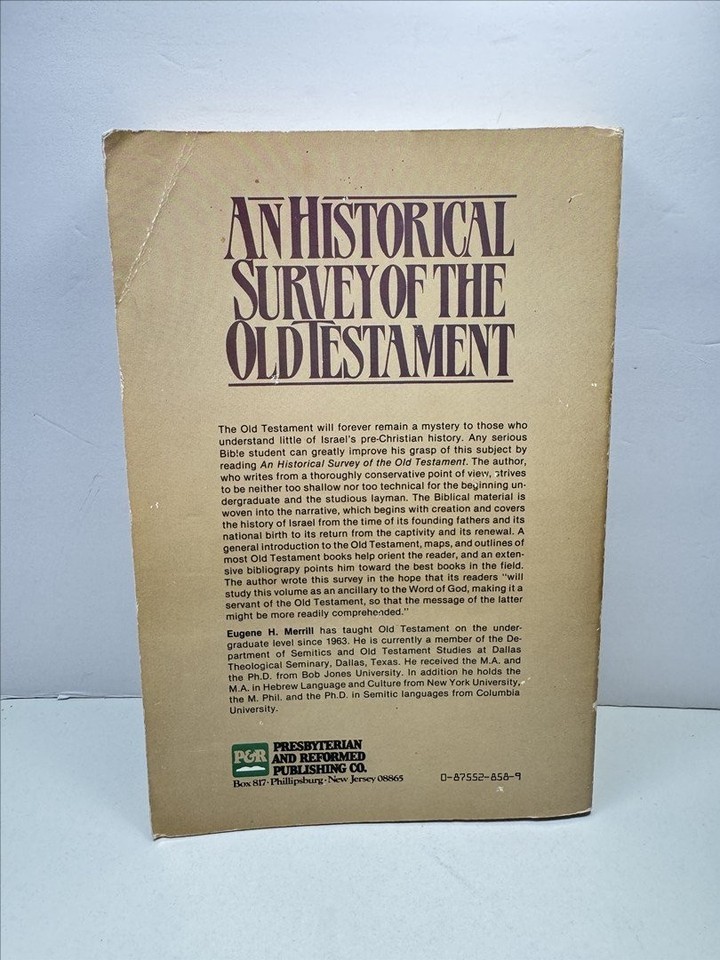 AN HISTORICAL
SURVEY OF THE
OLD TESTAMENT
The Old Testament will forever remain a mystery to those who
understand little of Israel's pre-Christian history. Any serious
Bible student can greatly improve his grasp of this subject by
reading An Historical Survey of the Old Testament. The author,
who writes from a thoroughly conservative point of view, strives
to be neither too shallow nor too technical for the beginning un-
dergraduate and the studious layman. The Biblical material is
woven into the narrative, which begins with creation and covers
the history of Israel from the time of its founding fathers and its
national birth to its return from the captivity and its renewal. A
general introduction to the Old Testament, maps, and outlines of
most Old Testament books help orient the reader, and an exten-
sive bibliograpy points him toward the best books in the field.
The author wrote this survey in the hope that its readers "will
study this volume as an ancillary to the Word of God, making it a
servant of the Old Testament, so that the message of the latter
might be more readily comprehended."
Eugene H. Merrill has taught Old Testament on the under-
graduate level since 1963. He is currently a member of the De-
partment of Semitics and Old Testament Studies at Dallas
Theological Seminary, Dallas, Texas. He received the M.A. and
the Ph.D. from Bob Jones University. In addition he holds the
M.A. in Hebrew Language and Culture from New York University,
the M. Phil. and the Ph.D. in Semitic languages from Columbia
University.
P&R
PRESBYTERIAN
AND REFORMED
PUBLISHING CO.
Box 817 · Phillipsburg · New Jersey 08865
0-87552-858-9